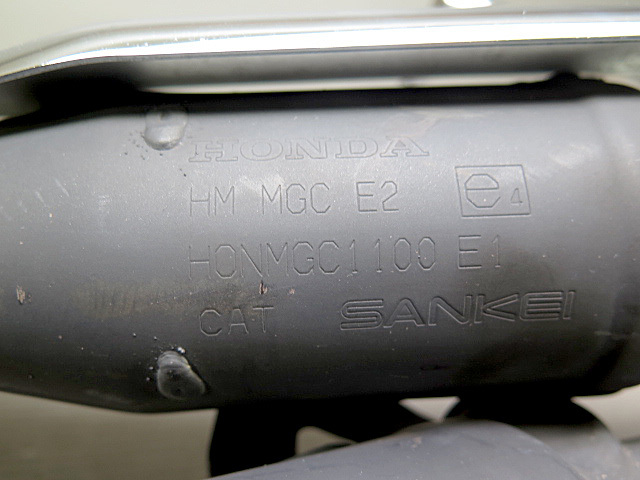 HONDA
HM MGC E2 e4
HONMGC1100 E1
CAT SANKEI